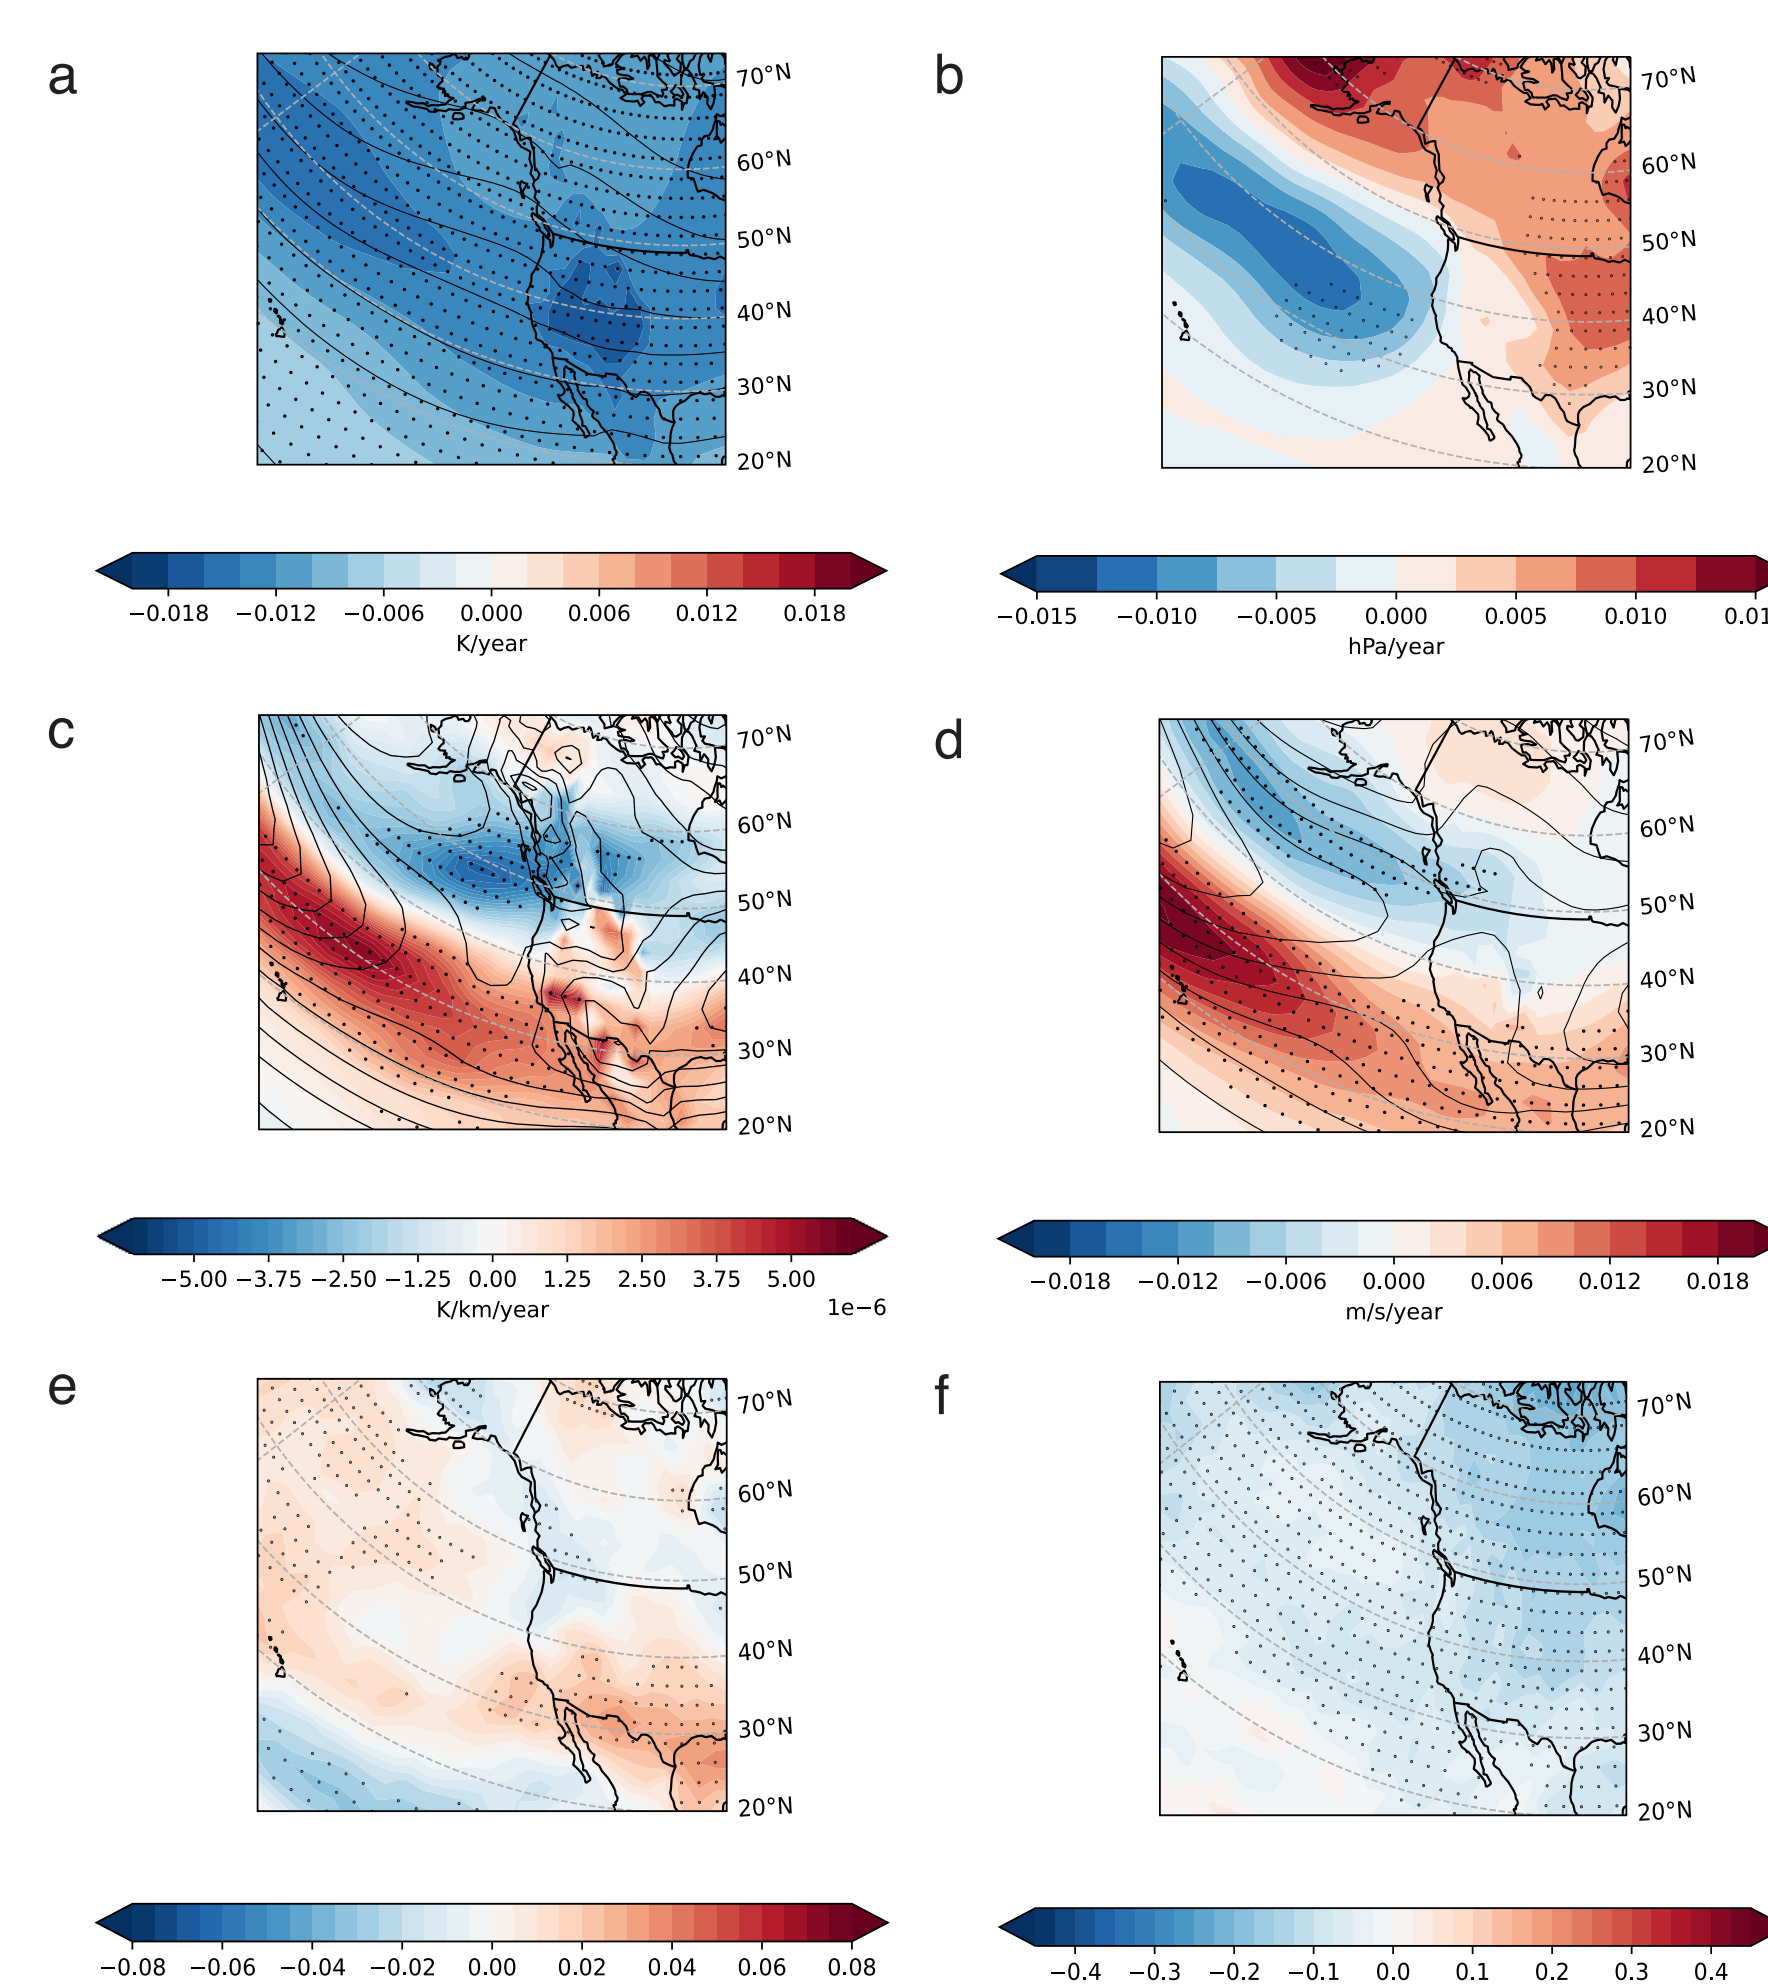 a
b
70°N
60°N
50°N
40°N
30°N
20°N
70°N
60°N
50°N
40°N
30°N
20°N
−0.018 −0.012 −0.006 0.000 0.006 0.012 0.018
K/year
−0.015 −0.010 −0.005 0.000 0.005 0.010 0.01
hPa/year
c
d
70°N
60°N
50°N
40°N
30°N
20°N
70°N
60°N
50°N
40°N
30°N
20°N
−5.00 −3.75 −2.50 −1.25 0.00 1.25 2.50 3.75 5.00
K/km/year
1e−6
−0.018 −0.012 −0.006 0.000 0.006 0.012 0.018
m/s/year
e
f
70°N
60°N
50°N
40°N
30°N
20°N
70°N
60°N
50°N
40°N
30°N
20°N
−0.08 −0.06 −0.04 −0.02 0.00 0.02 0.04 0.06 0.08
−0.4 −0.3 −0.2 −0.1 0.0 0.1 0.2 0.3 0.4